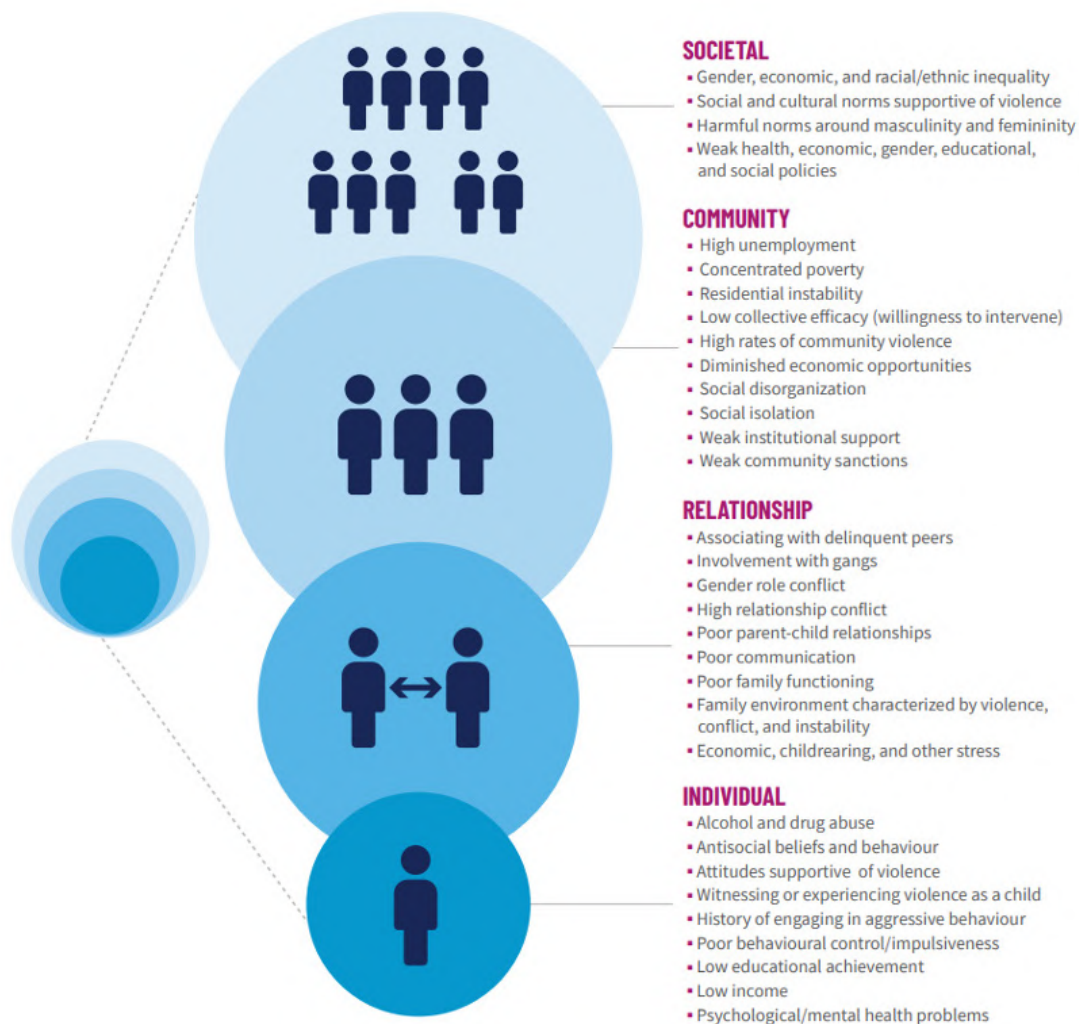 SOCIETAL
▪ Gender, economic, and racial/ethnic inequality
▪ Social and cultural norms supportive of violence
▪ Harmful norms around masculinity and femininity
▪ Weak health, economic, gender, educational,
and social policies
COMMUNITY
▪ High unemployment
▪ Concentrated poverty
▪ Residential instability
▪ Low collective efficacy (willingness to intervene)
▪ High rates of community violence
▪ Diminished economic opportunities
▪ Social disorganization
▪ Social isolation
▪ Weak institutional support
▪ Weak community sanctions
RELATIONSHIP
▪ Associating with delinquent peers
▪ Involvement with gangs
▪ Gender role conflict
▪ High relationship conflict
▪ Poor parent-child relationships
▪ Poor communication
▪ Poor family functioning
▪ Family environment characterized by violence,
conflict, and instability
▪ Economic, childrearing, and other stress
INDIVIDUAL
▪ Alcohol and drug abuse
▪ Antisocial beliefs and behaviour
▪ Attitudes supportive of violence
▪ Witnessing or experiencing violence as a child
▪ History of engaging in aggressive behaviour
▪ Poor behavioural control/impulsiveness
▪ Low educational achievement
▪ Low income
▪ Psychological/mental health problems